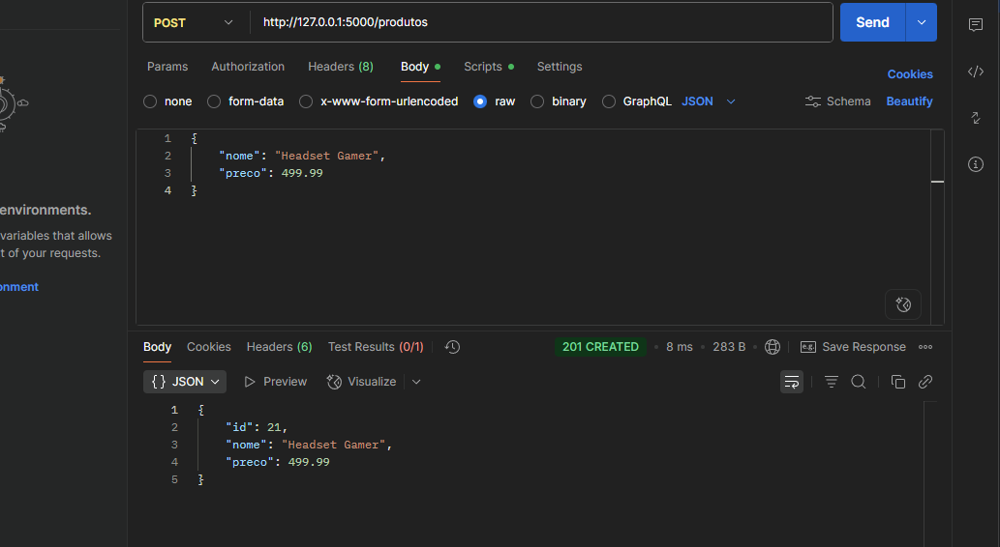 POST http://127.0.0.1:5000/produtos Send
Params Authorization Headers (8) Body Scripts Settings Cookies
none form-data x-www-form-urlencoded raw binary GraphQL JSON Schema Beautify
1 {
2 "nome": "Headset Gamer",
3 "preco": 499.99
4 }
environments.
variables that allows
t of your requests.
onment
Body Cookies Headers (6) Test Results (0/1) 201 CREATED 8 ms 283 B e.g. Save Response
{} JSON Preview Visualize
1 {
2 "id": 21,
3 "nome": "Headset Gamer",
4 "preco": 499.99
5 }